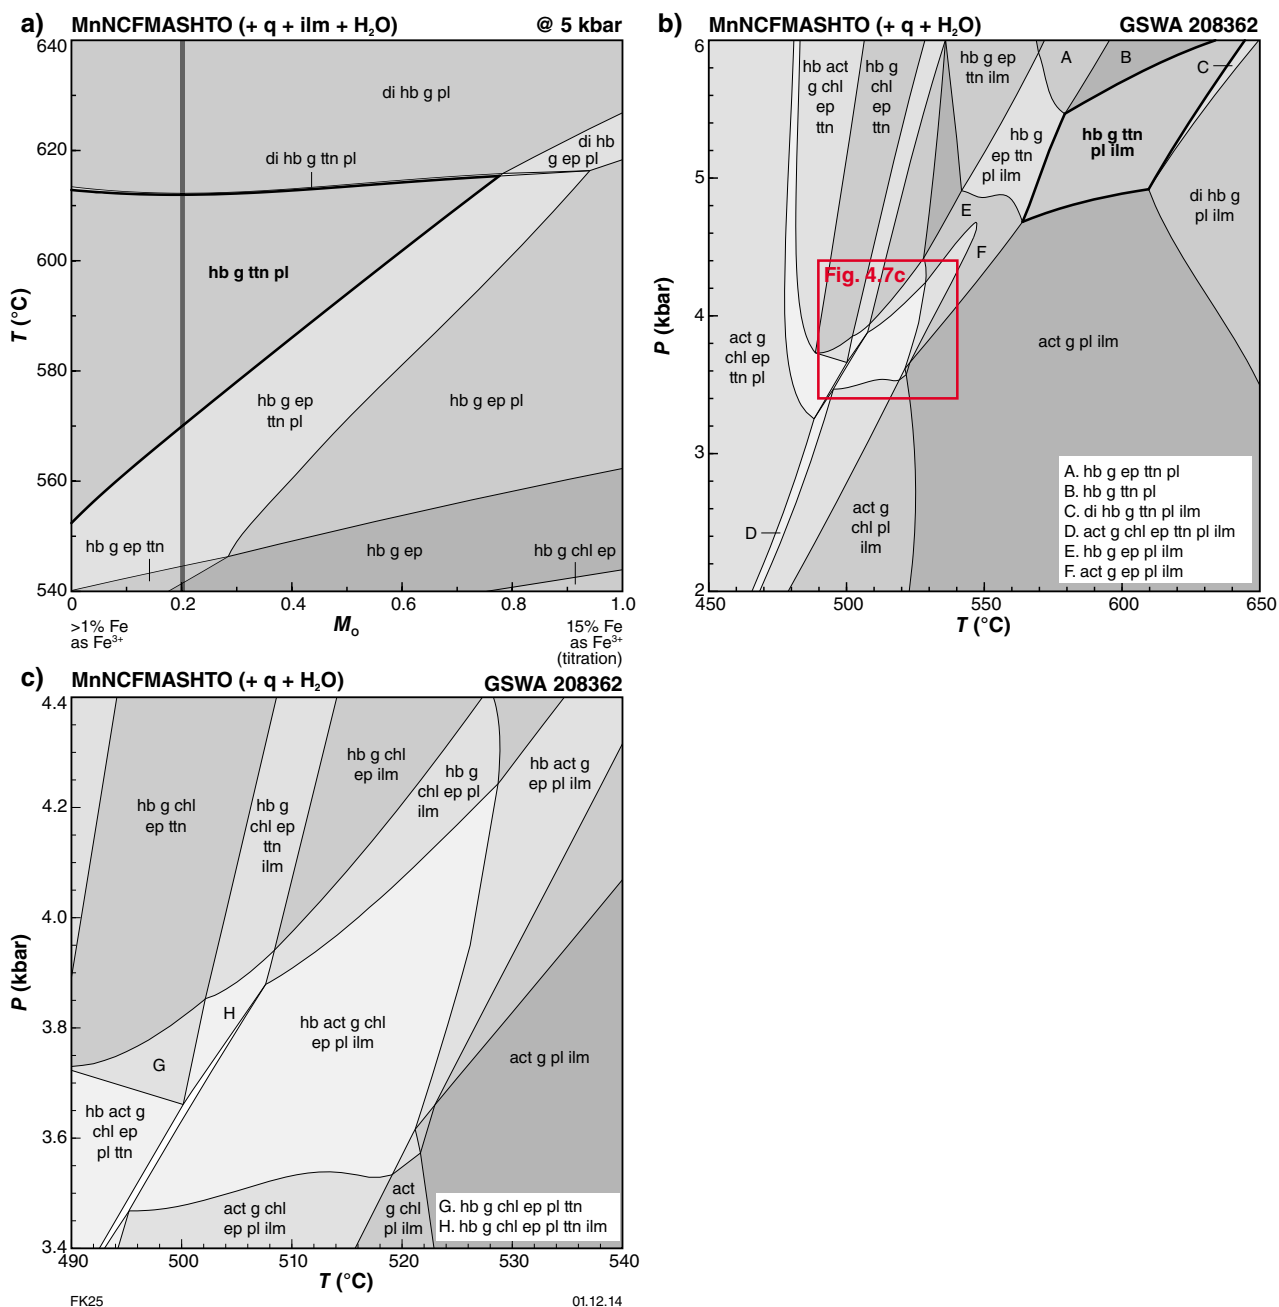 a) MnNCFMASHTO (+ q + ilm + H₂O) @ 5 kbar
640
620
600
580
560
540
T (°C)
di hb g pl
di hb g ttn pl
di hb
g ep pl
hb g ttn pl
hb g ep
ttn pl
hb g ep pl
hb g ep ttn
hb g ep
hb g chl ep
0 0.2 0.4 0.6 0.8 1.0
>1% Fe
as Fe³⁺
Mₒ
15% Fe
as Fe³⁺
(titration)
b) MnNCFMASHTO (+ q + H₂O) GSWA 208362
6
5
4
3
2
P (kbar)
hb act
g chl
ep
ttn
hb g
chl
ep
ttn
hb g ep
ttn ilm
A
B
C
hb g
ep ttn
pl ilm
hb g ttn
pl ilm
di hb g
pl ilm
E
F
Fig. 4.7c
act g
chl ep
ttn pl
act g pl ilm
D
act g
chl pl
ilm
A. hb g ep ttn pl
B. hb g ttn pl
C. di hb g ttn pl ilm
D. act g chl ep ttn pl ilm
E. hb g ep pl ilm
F. act g ep pl ilm
450 500 550 600 650
T (°C)
c) MnNCFMASHTO (+ q + H₂O) GSWA 208362
4.4
4.2
4.0
3.8
3.6
3.4
P (kbar)
hb g chl
ep ttn
hb g
chl ep
ttn
ilm
hb g chl
ep ilm
hb g
chl ep pl
ilm
hb act g
ep pl ilm
H
G
hb act g chl
ep pl ilm
act g pl ilm
hb act g
chl ep
pl ttn
act g chl
ep pl ilm
act
g chl
pl ilm
G. hb g chl ep pl ttn
H. hb g chl ep pl ttn ilm
490 500 510 520 530 540
T (°C)
FK25 01.12.14